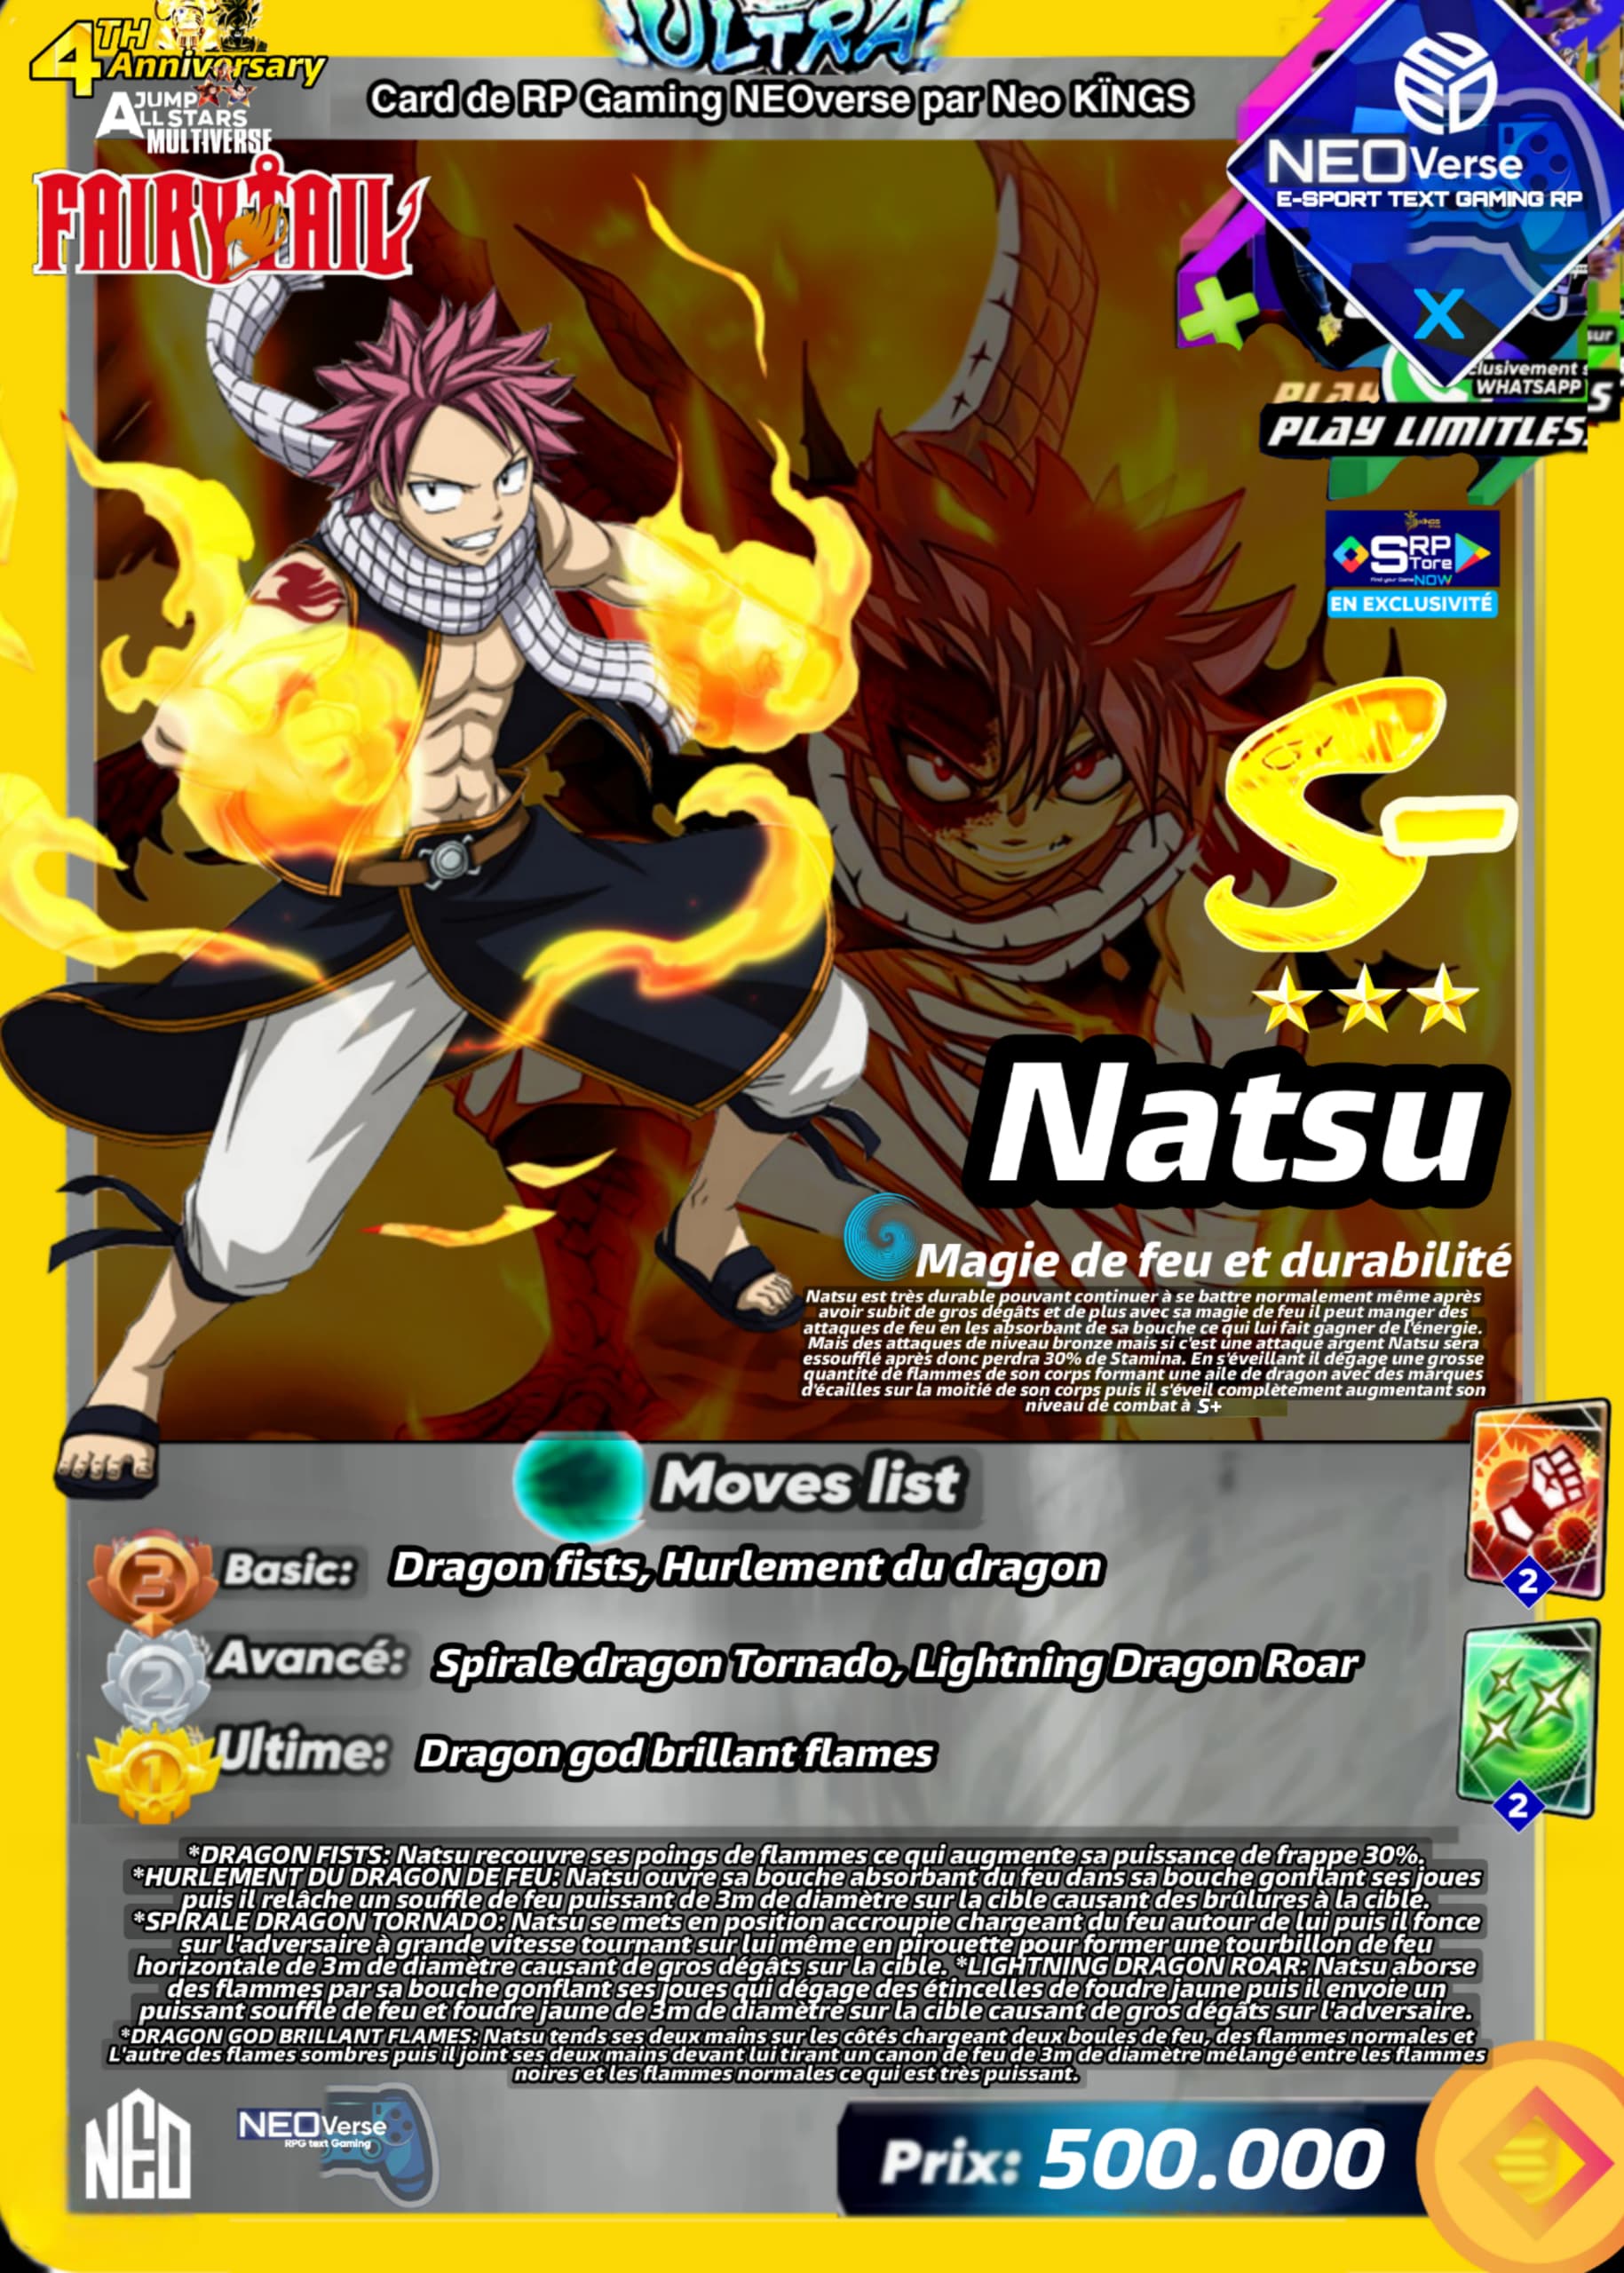 4TH
Anniversary
JUMP
ALL STARS
MULTIVERSE
ULTRA
Card de RP Gaming NEOverse par Neo KÏNGS
FAIRY TAIL
NEOVerse
E-SPORT TEXT GAMING RP
X
sur
clusivement
WHATSAPP
PLAY
S
PLAY LIMITLES
SRP
Tore
Find your Game NOW
EN EXCLUSIVITÉ
S-
Natsu
Magie de feu et durabilité
Natsu est très durable pouvant continuer à se battre normalement même après
avoir subit de gros dégâts et de plus avec sa magie de feu il peut manger des
attaques de feu en les absorbant de sa bouche ce qui lui fait gagner de l'énergie.
Mais des attaques de niveau bronze mais si c'est une attaque argent Natsu sera
essoufflé après donc perdra 30% de Stamina. En s'éveillant il dégage une grosse
quantité de flammes de son corps formant une aile de dragon avec des marques
d'écailles sur la moitié de son corps puis il s'éveil complètement augmentant son
niveau de combat à S+
Moves list
3 Basic: Dragon fists, Hurlement du dragon
2
2 Avancé: Spirale dragon Tornado, Lightning Dragon Roar
1 Ultime: Dragon god brillant flames
2
*DRAGON FISTS: Natsu recouvre ses poings de flammes ce qui augmente sa puissance de frappe 30%.
*HURLEMENT DU DRAGON DE FEU: Natsu ouvre sa bouche absorbant du feu dans sa bouche gonflant ses joues
puis il relâche un souffle de feu puissant de 3m de diamètre sur la cible causant des brûlures à la cible.
*SPIRALE DRAGON TORNADO: Natsu se mets en position accroupie chargeant du feu autour de lui puis il fonce
sur l'adversaire à grande vitesse tournant sur lui même en pirouette pour former une tourbillon de feu
horizontale de 3m de diamètre causant de gros dégâts sur la cible. *LIGHTNING DRAGON ROAR: Natsu aborse
des flammes par sa bouche gonflant ses joues qui dégage des étincelles de foudre jaune puis il envoie un
puissant souffle de feu et foudre jaune de 3m de diamètre sur la cible causant de gros dégâts sur l'adversaire.
*DRAGON GOD BRILLANT FLAMES: Natsu tends ses deux mains sur les côtés chargeant deux boules de feu, des flammes normales et
L'autre des flames sombres puis il joint ses deux mains devant lui tirant un canon de feu de 3m de diamètre mélangé entre les flammes
noires et les flammes normales ce qui est très puissant.
NEO
NEOVerse
RPG text Gaming
Prix: 500.000